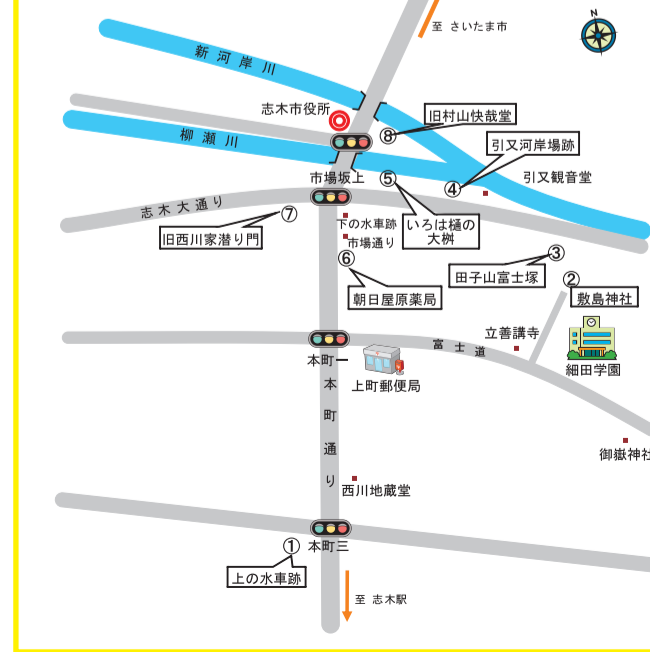 N
至 さいたま市
新河岸川
志木市役所
⑧
旧村山快哉堂
柳瀬川
引又河岸場跡
市場坂上
⑤
④
引又観音堂
志木大通り
⑦
下の水車跡
いろは樋の
大桝
旧西川家潜り門
市場通り
③
⑥
田子山富士塚
②
敷島神社
朝日屋原薬局
立善講寺
富士道
本町一
上町郵便局
細田学園
本町通り
御嶽神社
西川地蔵堂
①
本町三
上の水車跡
至 志木駅